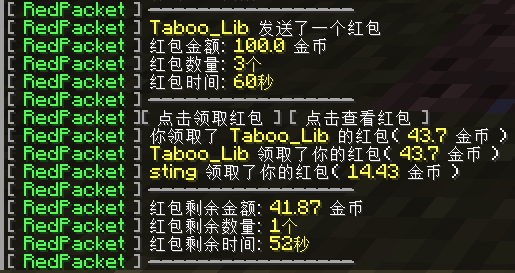 [ RedPacket ]
[ RedPacket ] Taboo_Lib 发送了一个红包
[ RedPacket ] 红包金额: 100.0 金币
[ RedPacket ] 红包数量: 3个
[ RedPacket ] 红包时间: 60秒
[ RedPacket ]
[ RedPacket ][ 点击领取红包 ][ 点击查看红包 ]
[ RedPacket ] 你领取了 Taboo_Lib 的红包( 43.7 金币 )
[ RedPacket ] Taboo_Lib 领取了你的红包( 43.7 金币 )
[ RedPacket ] sting 领取了你的红包( 14.43 金币 )
[ RedPacket ]
[ RedPacket ] 红包剩余金额: 41.87 金币
[ RedPacket ] 红包剩余数量: 1个
[ RedPacket ] 红包剩余时间: 52秒
[ RedPacket ]